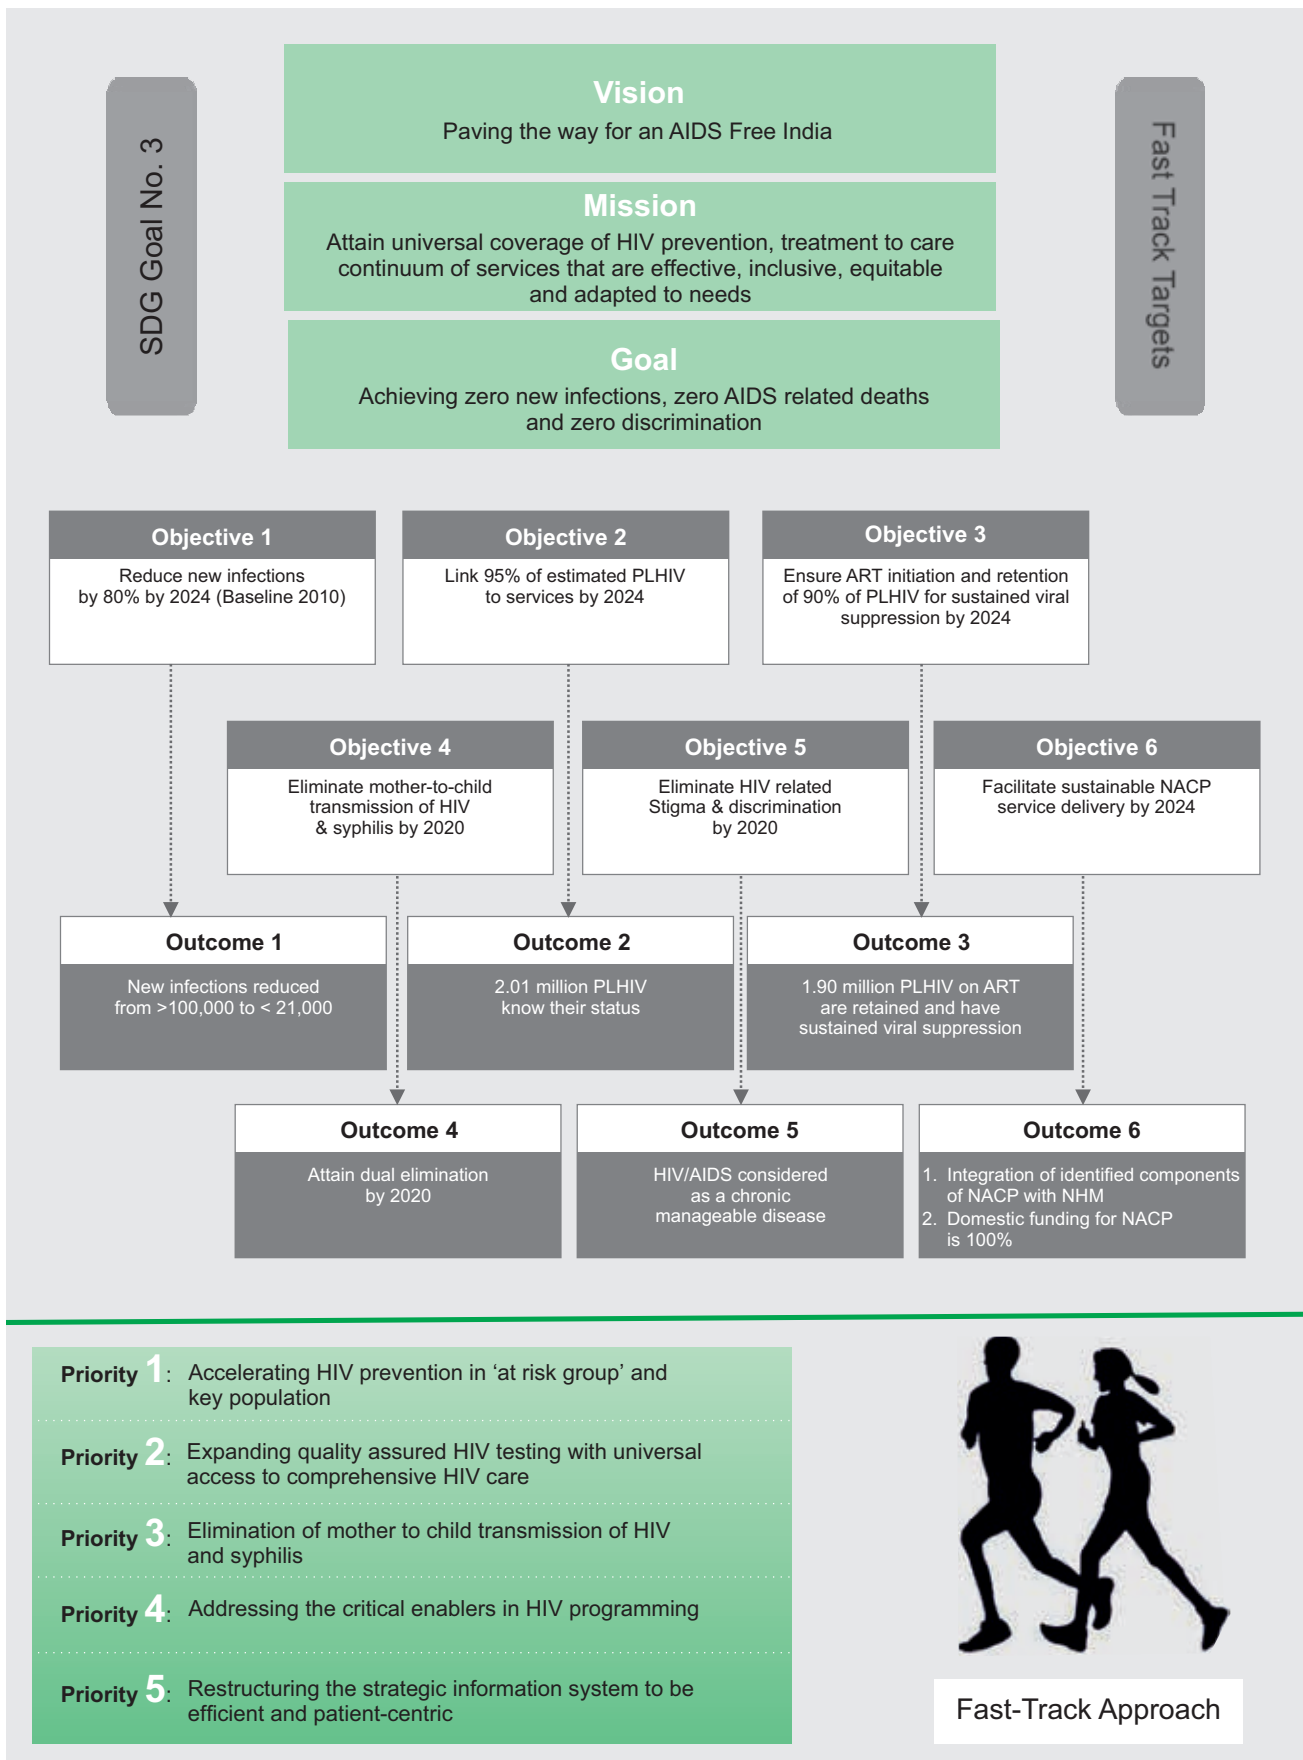 SDG Goal No. 3
Vision
Paving the way for an AIDS Free India
Mission
Attain universal coverage of HIV prevention, treatment to care
continuum of services that are effective, inclusive, equitable
and adapted to needs
Goal
Achieving zero new infections, zero AIDS related deaths
and zero discrimination
Fast Track Targets
Objective 1
Reduce new infections
by 80% by 2024 (Baseline 2010)
Objective 2
Link 95% of estimated PLHIV
to services by 2024
Objective 3
Ensure ART initiation and retention
of 90% of PLHIV for sustained viral
suppression by 2024
Objective 4
Eliminate mother-to-child
transmission of HIV
& syphilis by 2020
Objective 5
Eliminate HIV related
Stigma & discrimination
by 2020
Objective 6
Facilitate sustainable NACP
service delivery by 2024
Outcome 1
New infections reduced
from >100,000 to < 21,000
Outcome 2
2.01 million PLHIV
know their status
Outcome 3
1.90 million PLHIV on ART
are retained and have
sustained viral suppression
Outcome 4
Attain dual elimination
by 2020
Outcome 5
HIV/AIDS considered
as a chronic
manageable disease
Outcome 6
1. Integration of identified components
of NACP with NHM
2. Domestic funding for NACP
is 100%
Priority 1: Accelerating HIV prevention in ‘at risk group’ and
key population
Priority 2: Expanding quality assured HIV testing with universal
access to comprehensive HIV care
Priority 3: Elimination of mother to child transmission of HIV
and syphilis
Priority 4: Addressing the critical enablers in HIV programming
Priority 5: Restructuring the strategic information system to be
efficient and patient-centric
Fast-Track Approach